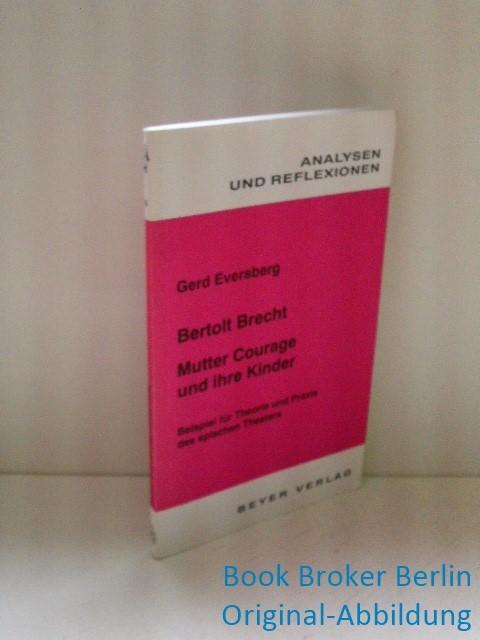 ANALYSEN
UND REFLEXIONEN
Gerd Eversberg
Bertolt Brecht
Mutter Courage
und ihre Kinder
Beispiel für Theorie und Praxis
des epischen Theaters
BEYER VERLAG
Book Broker Berlin
Original-Abbildung